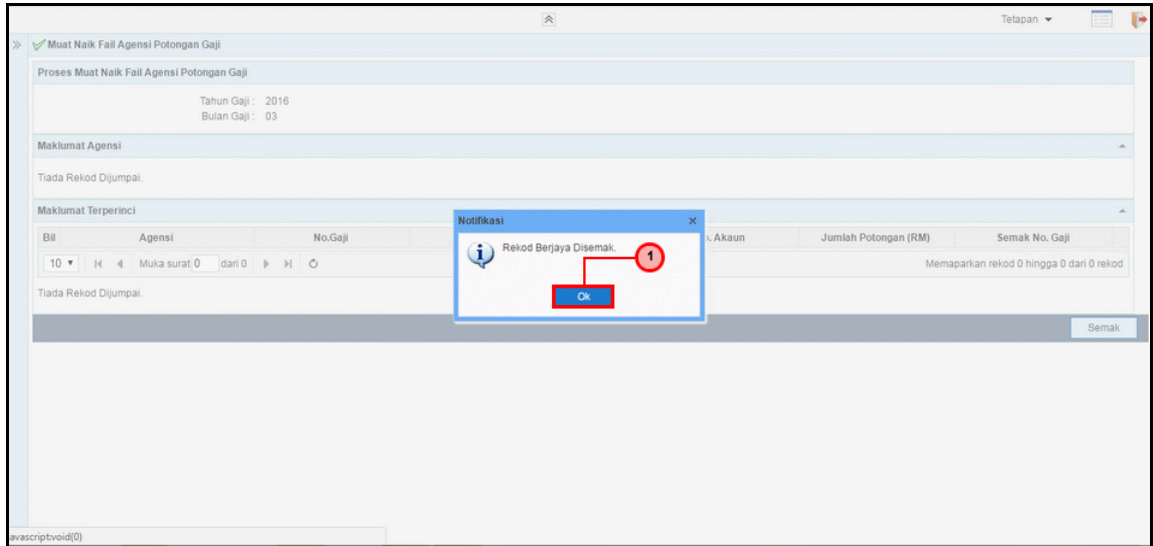 Tetapan
Muat Naik Fail Agensi Potongan Gaji
Proses Muat Naik Fail Agensi Potongan Gaji
Tahun Gaji : 2016
Bulan Gaji : 03
Maklumat Agensi
Tiada Rekod Dijumpai.
Maklumat Terperinci
Bil Agensi No.Gaji . Akaun Jumlah Potongan (RM) Semak No. Gaji
10 Muka surat 0 dari 0 Memaparkan rekod 0 hingga 0 dari 0 rekod
Tiada Rekod Dijumpai.
Notifikasi x
Rekod Berjaya Disemak.
1
Ok
Semak
avascript:void(0)